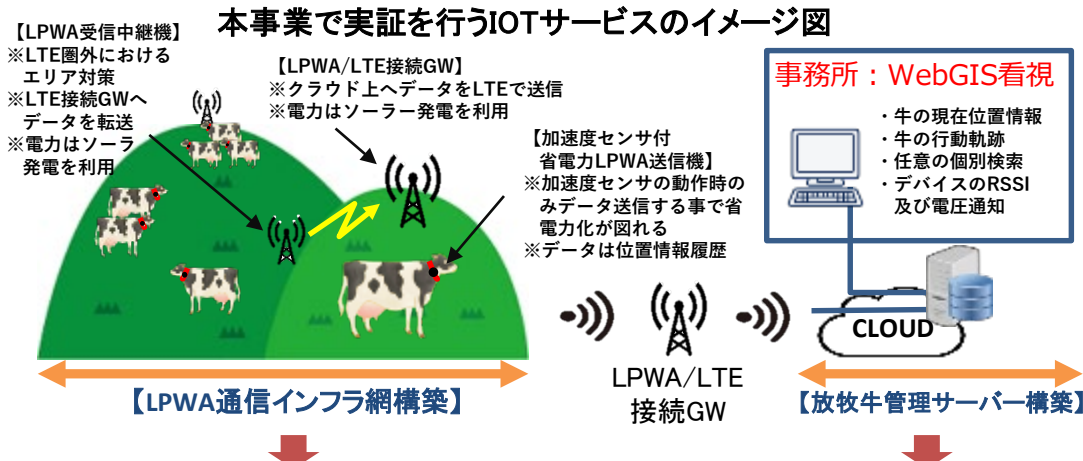 本事業で実証を行うIOTサービスのイメージ図
【LPWA受信中継機】
※LTE圏外における
エリア対策
※LTE接続GWへ
データを転送
※電力はソーラ
発電を利用
【LPWA/LTE接続GW】
※クラウド上へデータをLTEで送信
※電力はソーラー発電を利用
【加速度センサ付
省電力LPWA送信機】
※加速度センサの動作時の
みデータ送信する事で省
電力化が図れる
※データは位置情報履歴
事務所：WebGIS看視
・牛の現在位置情報
・牛の行動軌跡
・任意の個別検索
・デバイスのRSSI
及び電圧通知
CLOUD
LPWA/LTE
接続GW
【LPWA通信インフラ網構築】
【放牧牛管理サーバー構築】